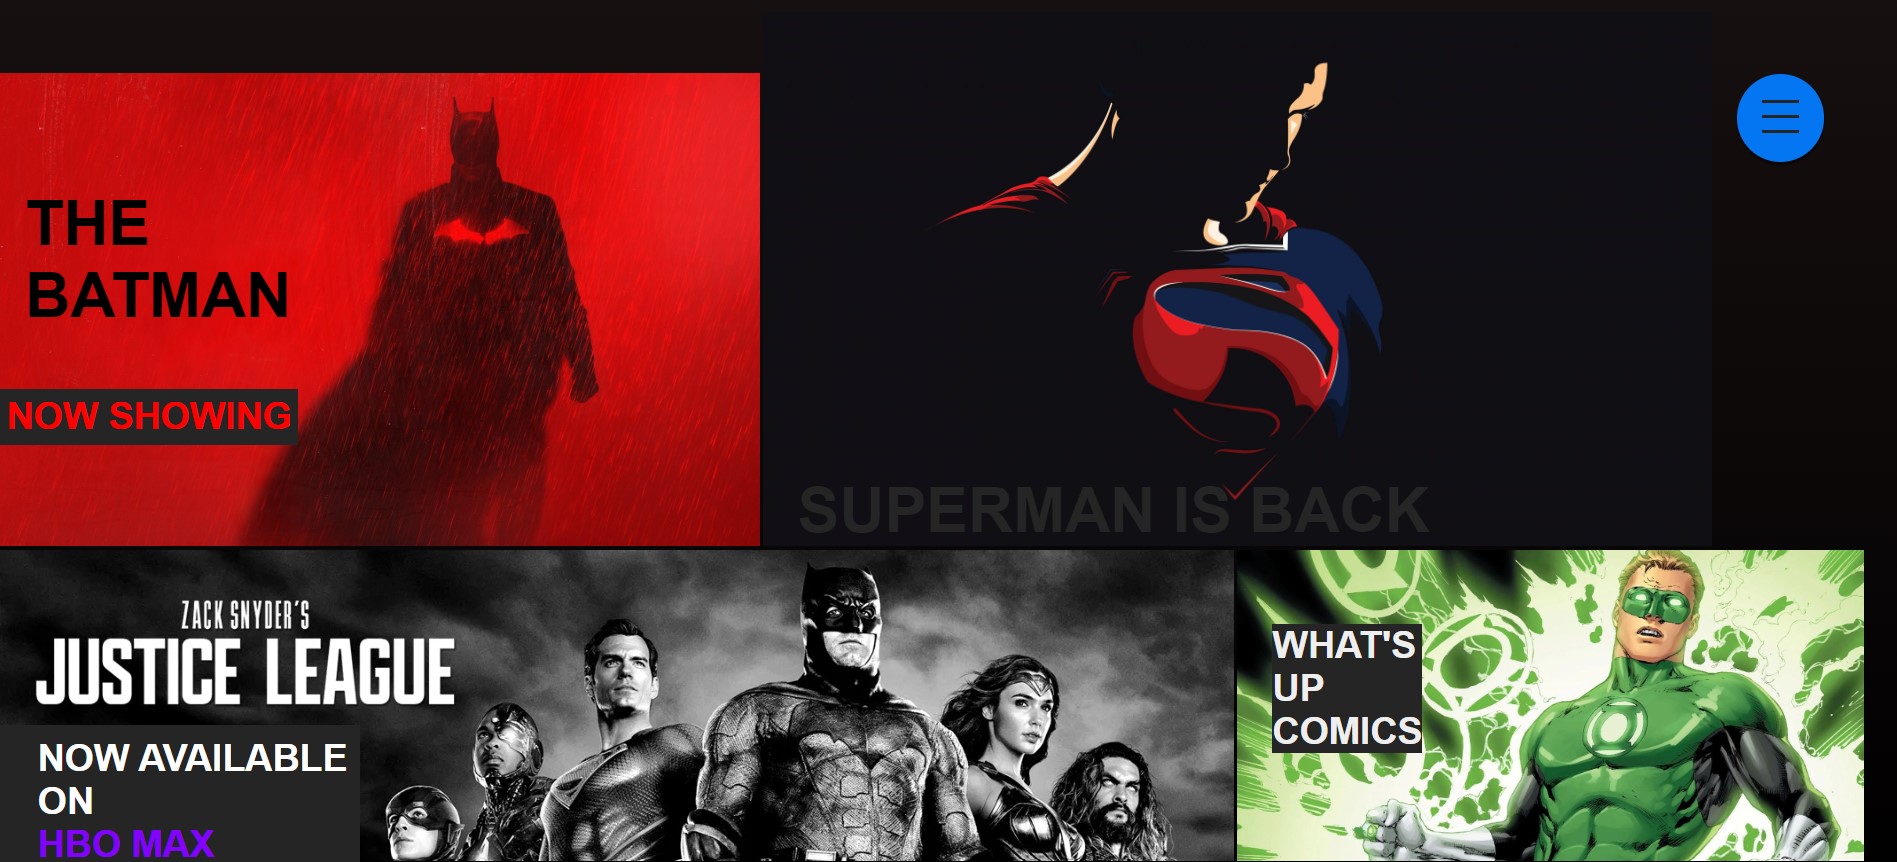 THE
BATMAN
NOW SHOWING
SUPERMAN IS BACK
ZACK SNYDER'S
JUSTICE LEAGUE
NOW AVAILABLE
ON
HBO MAX
WHAT'S
UP
COMICS